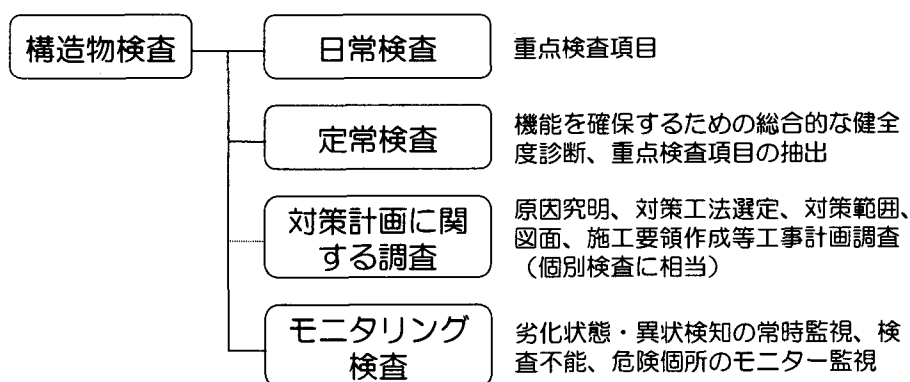 構造物検査
日常検査
重点検査項目
定常検査
機能を確保するための総合的な健全
度診断、重点検査項目の抽出
対策計画に関
する調査
原因究明、対策工法選定、対策範囲、
図面、施工要領作成等工事計画調査
（個別検査に相当）
モニタリング
検査
劣化状態・異状検知の常時監視、検
査不能、危険個所のモニター監視